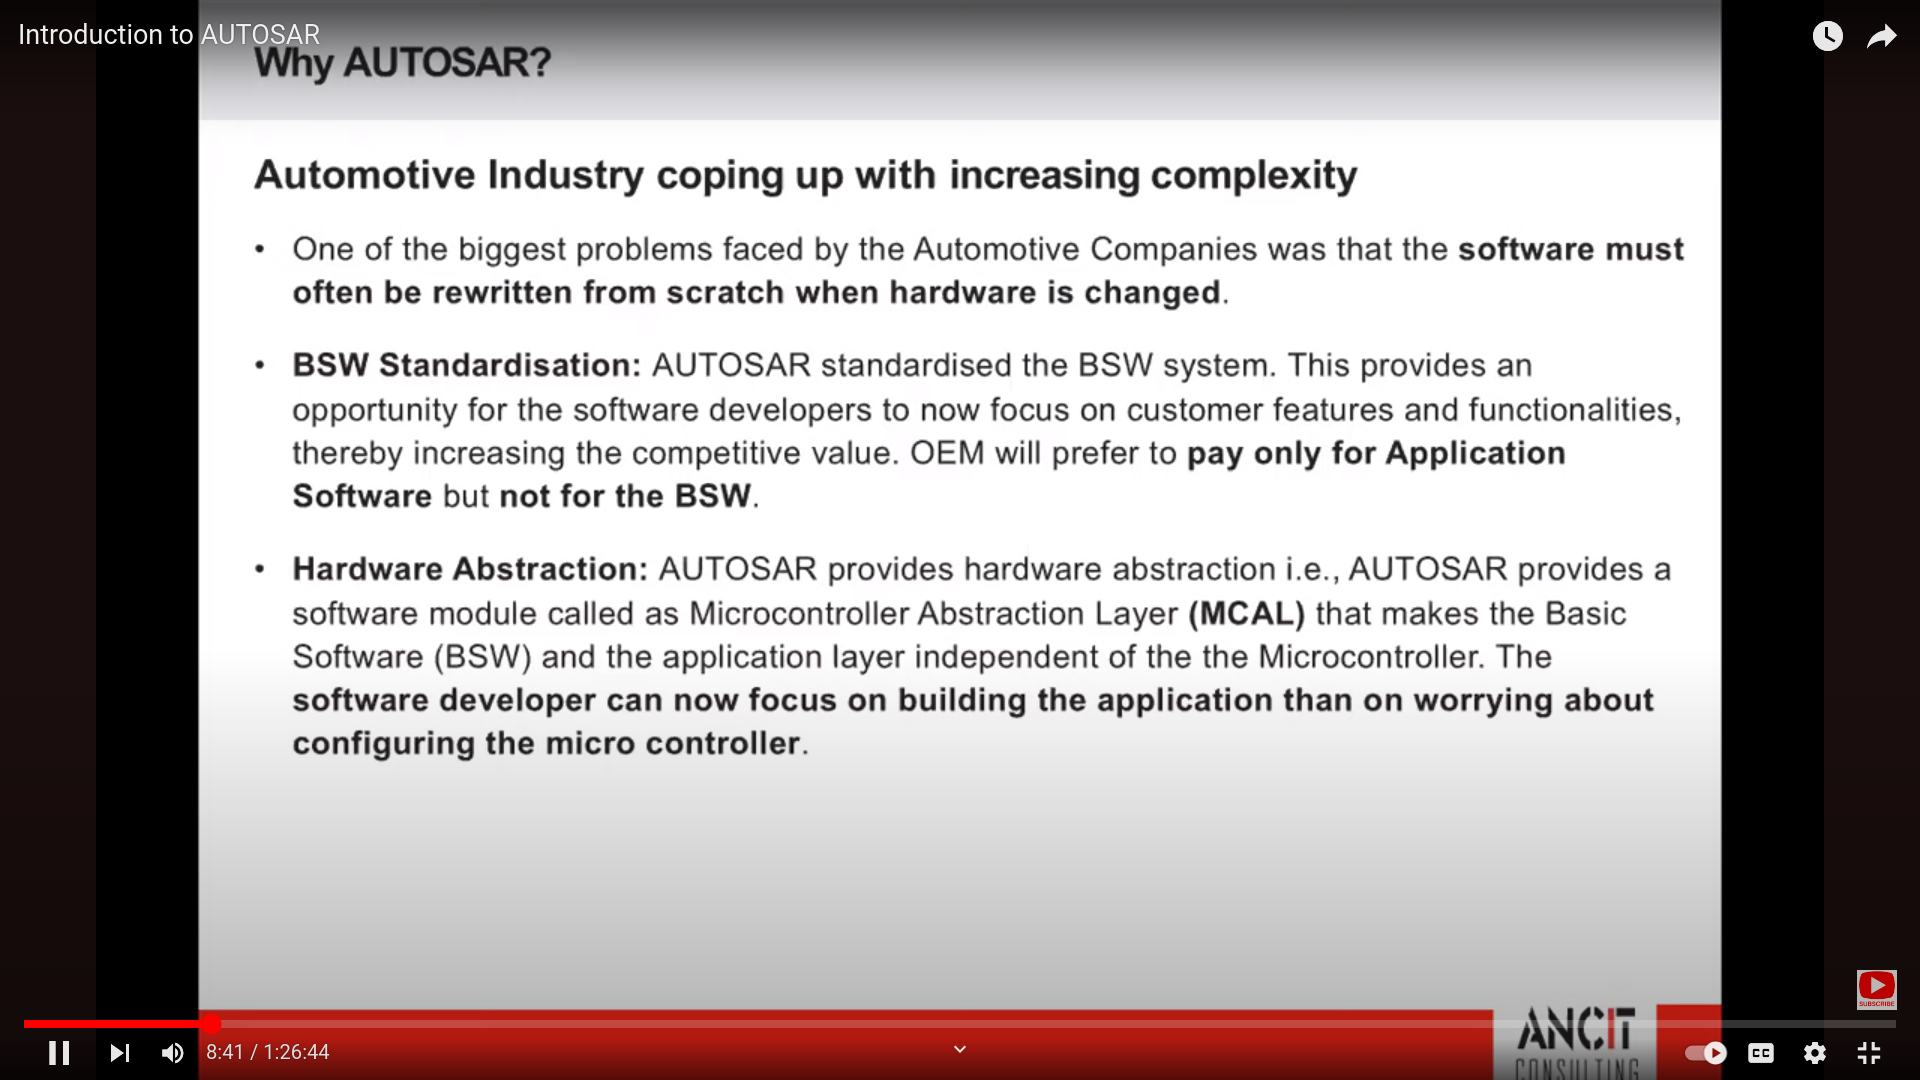 Introduction to AUTOSAR
Why AUTOSAR?
Automotive Industry coping up with increasing complexity
• One of the biggest problems faced by the Automotive Companies was that the software must
often be rewritten from scratch when hardware is changed.
• BSW Standardisation: AUTOSAR standardised the BSW system. This provides an
opportunity for the software developers to now focus on customer features and functionalities,
thereby increasing the competitive value. OEM will prefer to pay only for Application
Software but not for the BSW.
• Hardware Abstraction: AUTOSAR provides hardware abstraction i.e., AUTOSAR provides a
software module called as Microcontroller Abstraction Layer (MCAL) that makes the Basic
Software (BSW) and the application layer independent of the the Microcontroller. The
software developer can now focus on building the application than on worrying about
configuring the micro controller.
SUBSCRIBE
ANCIT
CONSULTING
8:41 / 1:26:44
CC